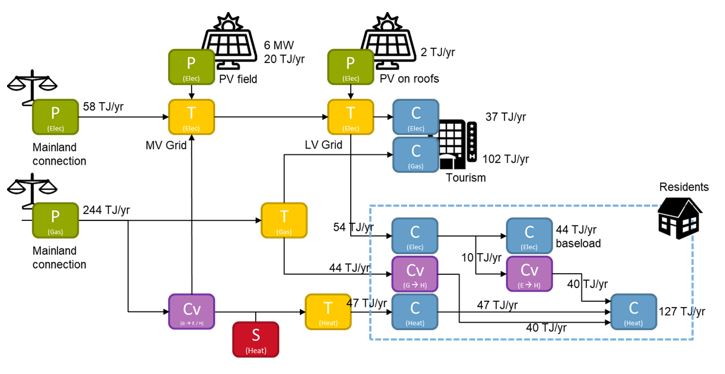 6 MW
20 TJ/yr
2 TJ/yr
P
(Elec)
PV field
P
(Elec)
PV on roofs
P
(Elec)
58 TJ/yr
T
(Elec)
T
(Elec)
C
(Elec)
37 TJ/yr
Mainland
connection
MV Grid
LV Grid
C
(Gas)
102 TJ/yr
Tourism
Residents
P
(Gas)
244 TJ/yr
T
(Gas)
Mainland
connection
54 TJ/yr
C
(Elec)
C
(Elec)
44 TJ/yr
baseload
10 TJ/yr
44 TJ/yr
Cv
(G → H)
Cv
(E → H)
40 TJ/yr
Cv
T
(Heat)
47 TJ/yr
C
(Heat)
47 TJ/yr
C
(Heat)
127 TJ/yr
40 TJ/yr
S
(Heat)